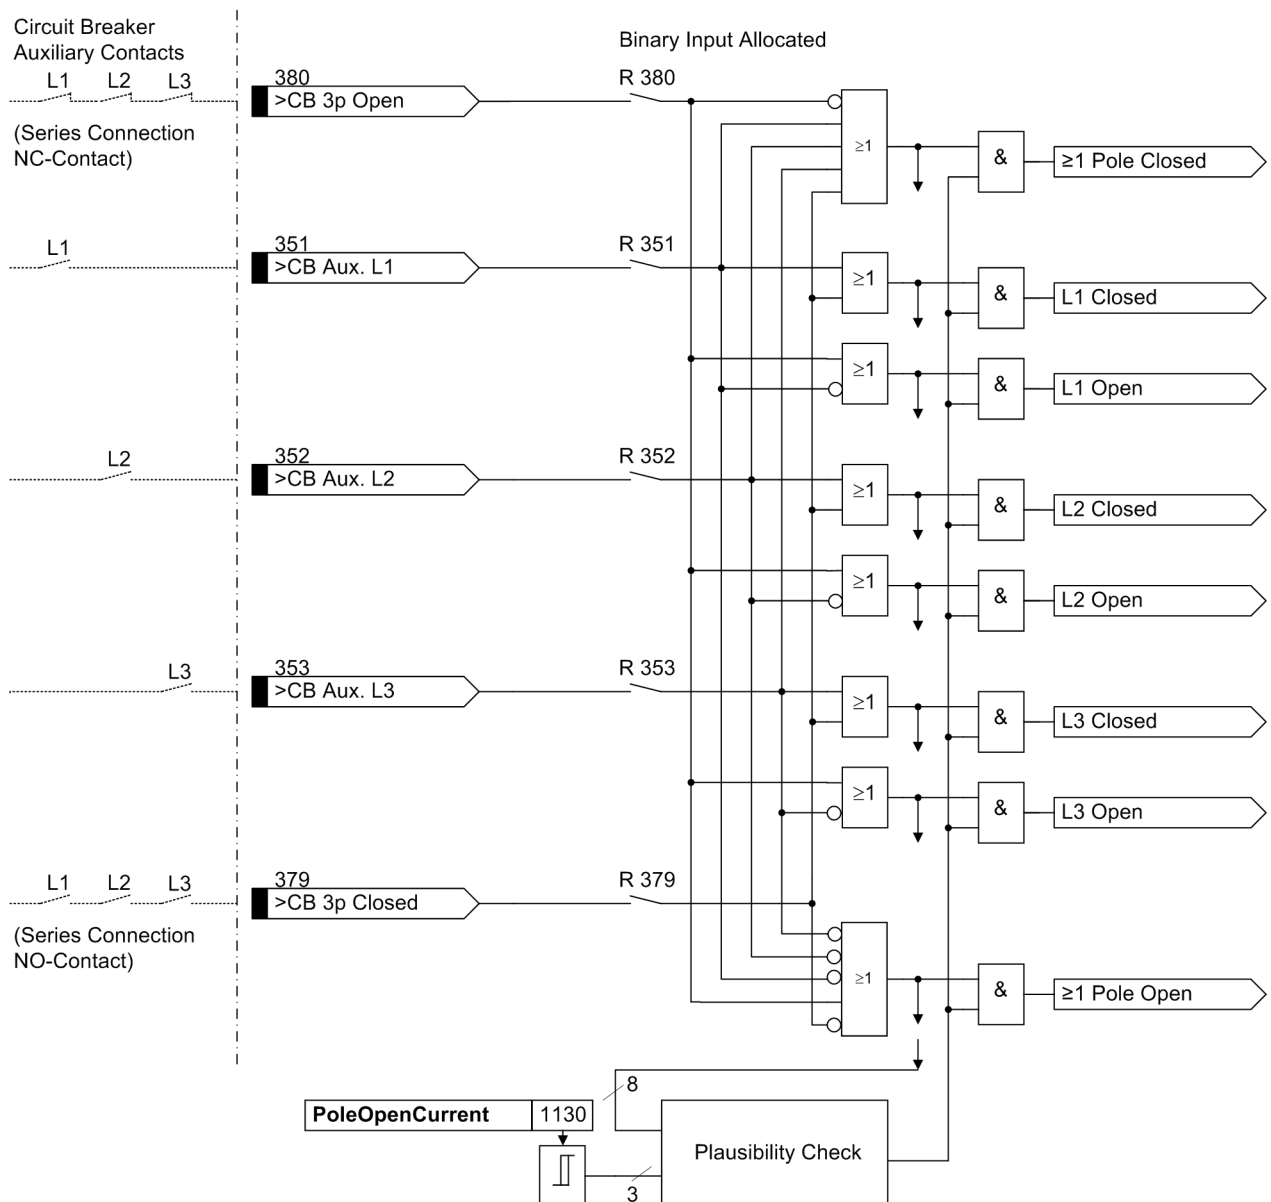 Circuit Breaker
Auxiliary Contacts
Binary Input Allocated
L1 L2 L3
380
>CB 3p Open
R 380
(Series Connection
NC-Contact)
≥1
&
≥1 Pole Closed
L1
351
>CB Aux. L1
R 351
≥1
&
L1 Closed
≥1
&
L1 Open
L2
352
>CB Aux. L2
R 352
≥1
&
L2 Closed
≥1
&
L2 Open
L3
353
>CB Aux. L3
R 353
≥1
&
L3 Closed
≥1
&
L3 Open
L1 L2 L3
379
>CB 3p Closed
R 379
(Series Connection
NO-Contact)
≥1
&
≥1 Pole Open
8
PoleOpenCurrent 1130
Plausibility Check
3